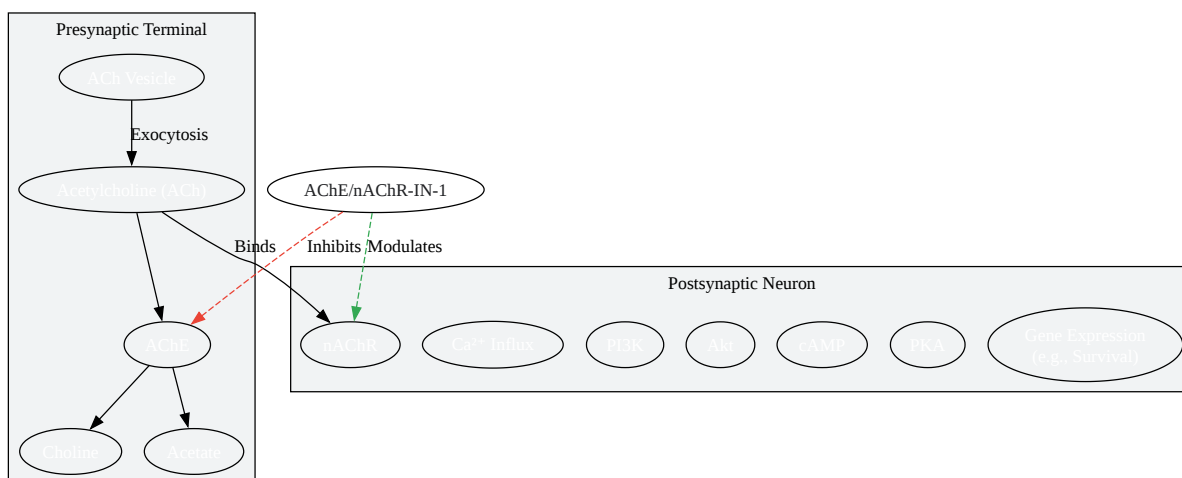 Presynaptic Terminal
ACh Vesicle
Exocytosis
Acetylcholine (ACh)
AChE/nAChR-IN-1
Binds
Inhibits
Modulates
Postsynaptic Neuron
AChE
nAChR
Ca²⁺ Influx
PI3K
Akt
cAMP
PKA
Gene Expression
(e.g., Survival)
Choline
Acetate